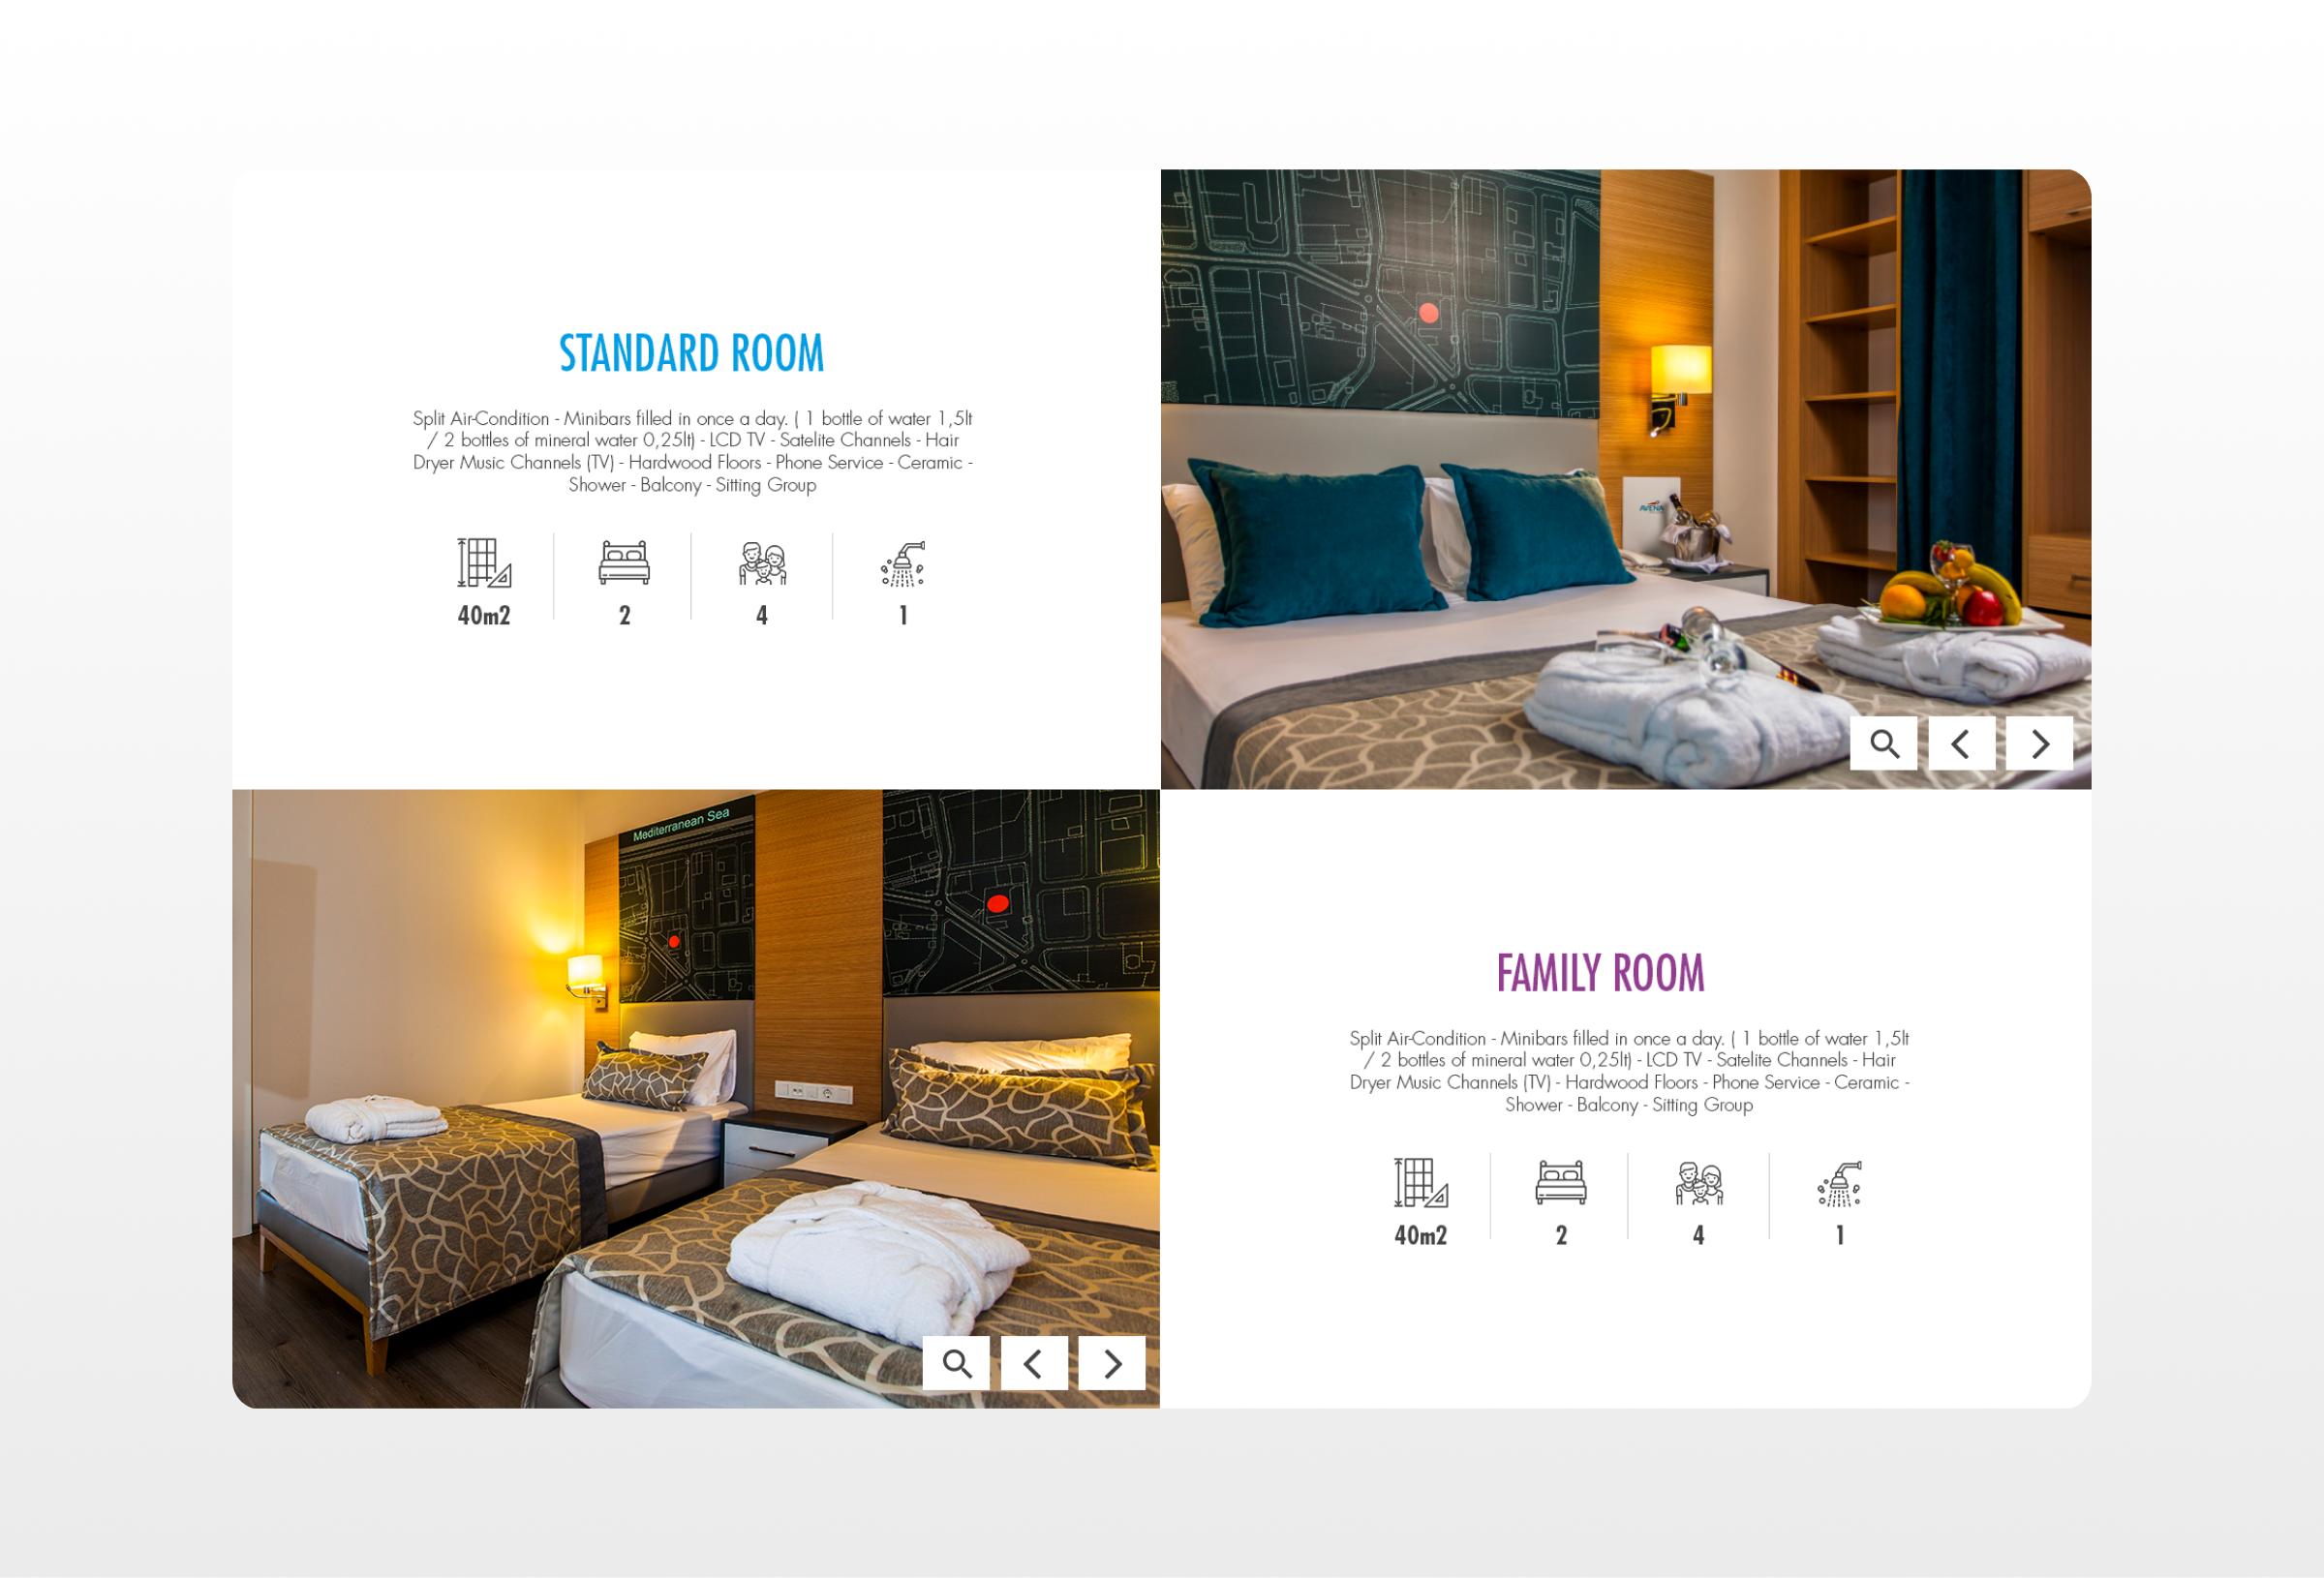 STANDARD ROOM
Split Air-Condition - Minibars filled in once a day. ( 1 bottle of water 1,5lt
/ 2 bottles of mineral water 0,25lt) - LCD TV - Satelite Channels - Hair
Dryer Music Channels (TV) - Hardwood Floors - Phone Service - Ceramic -
Shower - Balcony - Sitting Group
40m2
2
4
1
AVENA
Mediterranean Sea
FAMILY ROOM
Split Air-Condition - Minibars filled in once a day. ( 1 bottle of water 1,5lt
/ 2 bottles of mineral water 0,25lt) - LCD TV - Satelite Channels - Hair
Dryer Music Channels (TV) - Hardwood Floors - Phone Service - Ceramic -
Shower - Balcony - Sitting Group
40m2
2
4
1